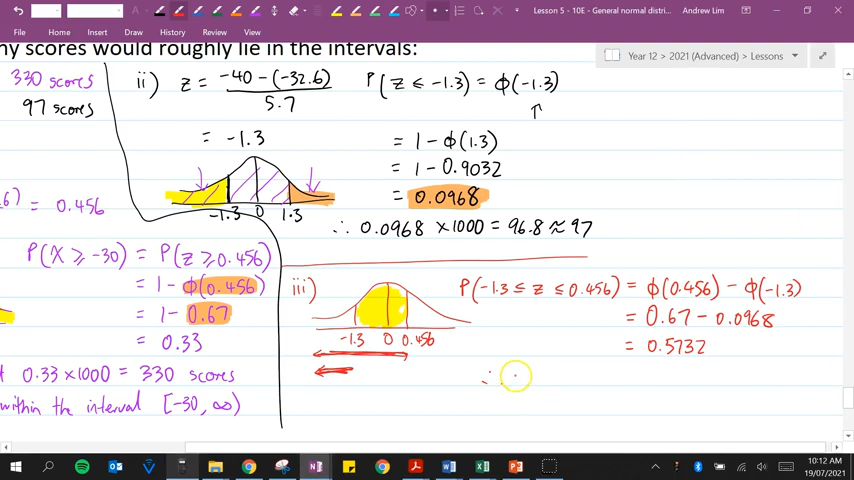 Lesson 5 - 10E - General normal distri...
Andrew Lim
File Home Insert Draw History Review View
ny scores would roughly lie in the intervals:
Year 12 > 2021 (Advanced) > Lessons
330 scores
97 scores
= 0.456
P(X ≥ -30) = P(Z ≥ 0.456)
= 1 - ϕ(0.456)
= 1 - 0.67
= 0.33
0.33 × 1000 = 330 scores
within the interval [-30, ∞)
ii) Z = -40 - (-32.6) / 5.7
= -1.3
-1.3 0 1.3
P(Z ≤ -1.3) = ϕ(-1.3)
= 1 - ϕ(1.3)
= 1 - 0.9032
= 0.0968
∴ 0.0968 × 1000 = 96.8 ≈ 97
iii)
-1.3 0 0.456
P(-1.3 ≤ Z ≤ 0.456) = ϕ(0.456) - ϕ(-1.3)
= 0.67 - 0.0968
= 0.5732
∴
10:12 AM
19/07/2021